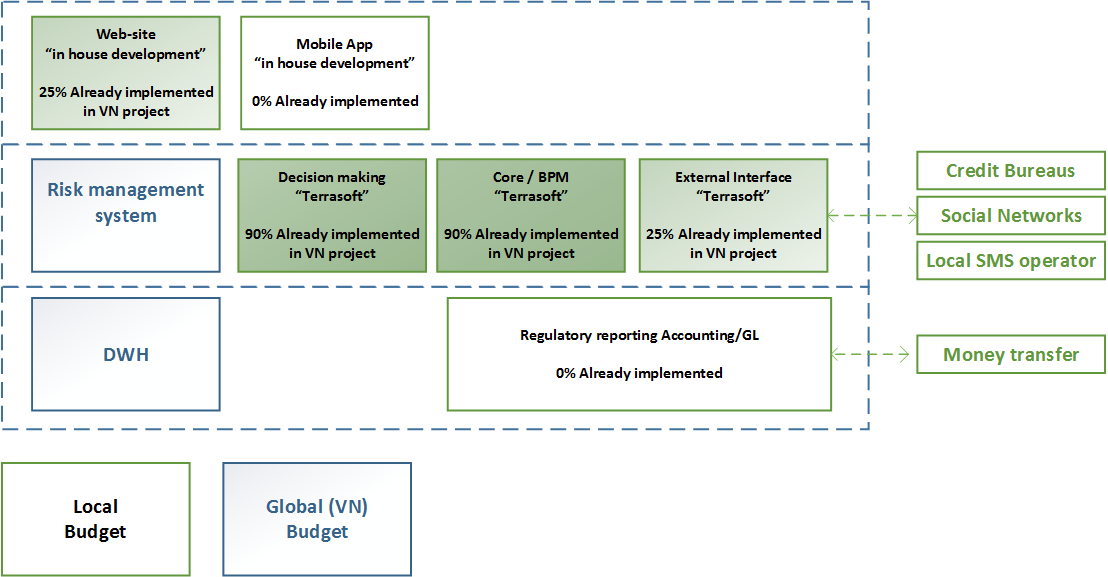 Web-site
“in house development”
25% Already implemented
in VN project
Mobile App
“in house development”
0% Already implemented
Risk management
system
Decision making
“Terrasoft”
90% Already implemented
in VN project
Core / BPM
“Terrasoft”
90% Already implemented
in VN project
External Interface
“Terrasoft”
25% Already implemented
in VN project
Credit Bureaus
Social Networks
Local SMS operator
DWH
Regulatory reporting Accounting/GL
0% Already implemented
Money transfer
Local
Budget
Global (VN)
Budget